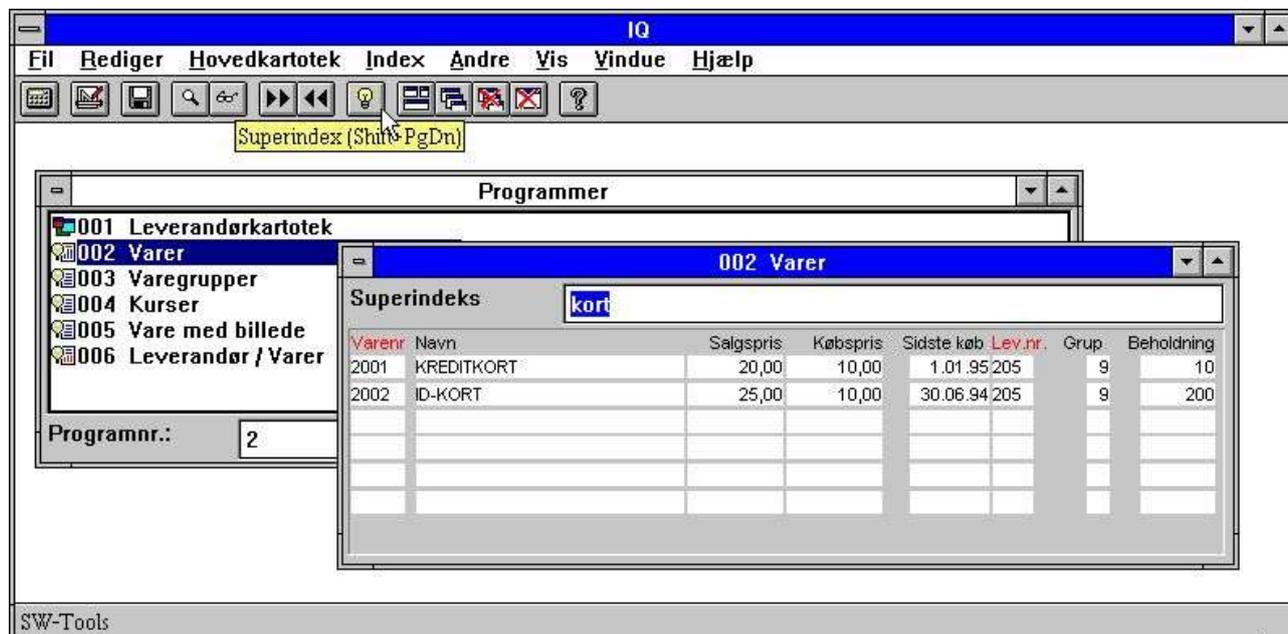 IQ
Fil Rediger Hovedkartotek Index Andre Vis Vindue Hjælp
Superindex (Shift-PgDn)
Programmer
001 Leverandørkartotek
002 Varer
003 Varegrupper
004 Kurser
005 Vare med billede
006 Leverandør / Varer
Programnr.: 2
002 Varer
Superindeks kort
Varenr Navn Salgspris Købspris Sidste køb Lev.nr. Grup Beholdning
2001 KREDITKORT 20,00 10,00 1.01.95 205 9 10
2002 ID-KORT 25,00 10,00 30.06.94 205 9 200
SW-Tools